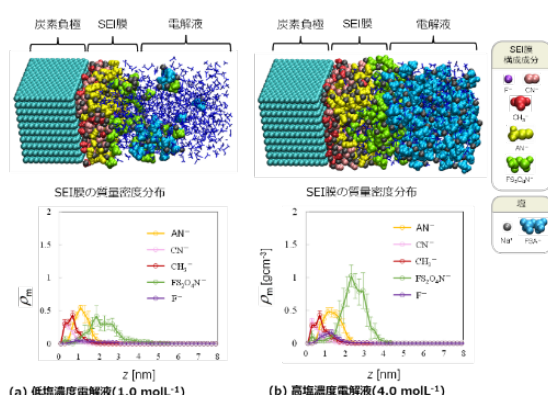 炭素負極 SEI膜 電解液
炭素負極 SEI膜 電解液
SEI膜
構成成分
F⁻ CN⁻
CH₃⁻
AN⁻
FS₂O₄N⁻
塩
Na⁺ FSA⁻
SEI膜の質量密度分布
SEI膜の質量密度分布
2
1.5
1
0.5
0
ρm
AN⁻
CN⁻
CH₃⁻
FS₂O₄N⁻
F⁻
0 1 2 3 4 5 6 7 8
z [nm]
2
1.5
1
0.5
0
ρm [gcm⁻³]
AN⁻
CN⁻
CH₃⁻
FS₂O₄N⁻
F⁻
0 1 2 3 4 5 6 7 8
z [nm]
(a) 低塩濃度電解液(1.0 molL⁻¹)
(b) 高塩濃度電解液(4.0 molL⁻¹)